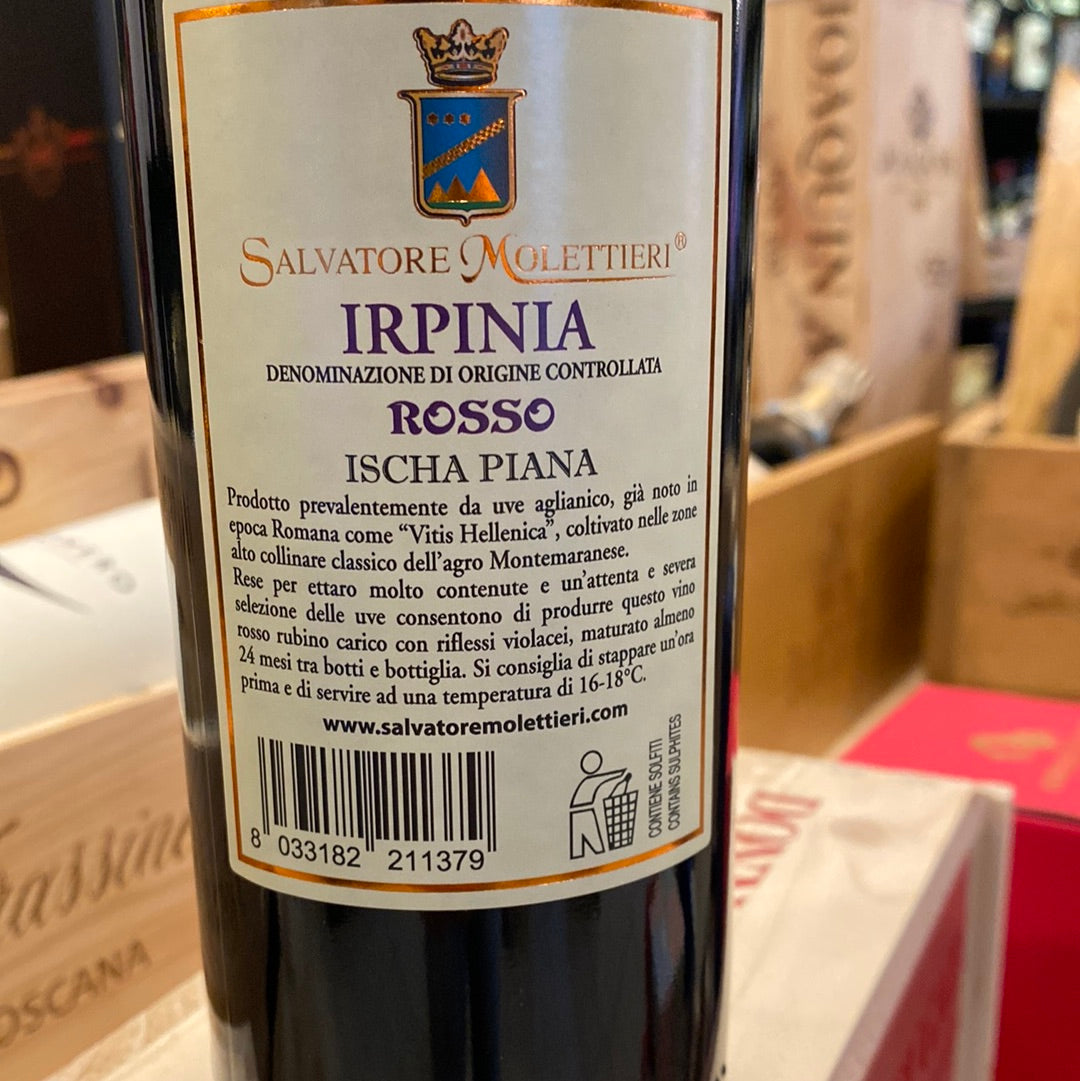 SALVATORE MOLETTIERI®
IRPINIA
DENOMINAZIONE DI ORIGINE CONTROLLATA
ROSSO
ISCHA PIANA
Prodotto prevalentemente da uve aglianico, già noto in
epoca Romana come “Vitis Hellenica”, coltivato nelle zone
alto collinare classico dell'agro Montemaranese.
Rese per ettaro molto contenute e un'attenta e severa
selezione delle uve consentono di produrre questo vino
rosso rubino carico con riflessi violacei, maturato almeno
24 mesi tra botti e bottiglia. Si consiglia di stappare un'ora
prima e di servire ad una temperatura di 16-18°C.
www.salvatoremolettieri.com
8 033182 211379
CONTIENE SOLFITI
CONTAINS SULPHITES